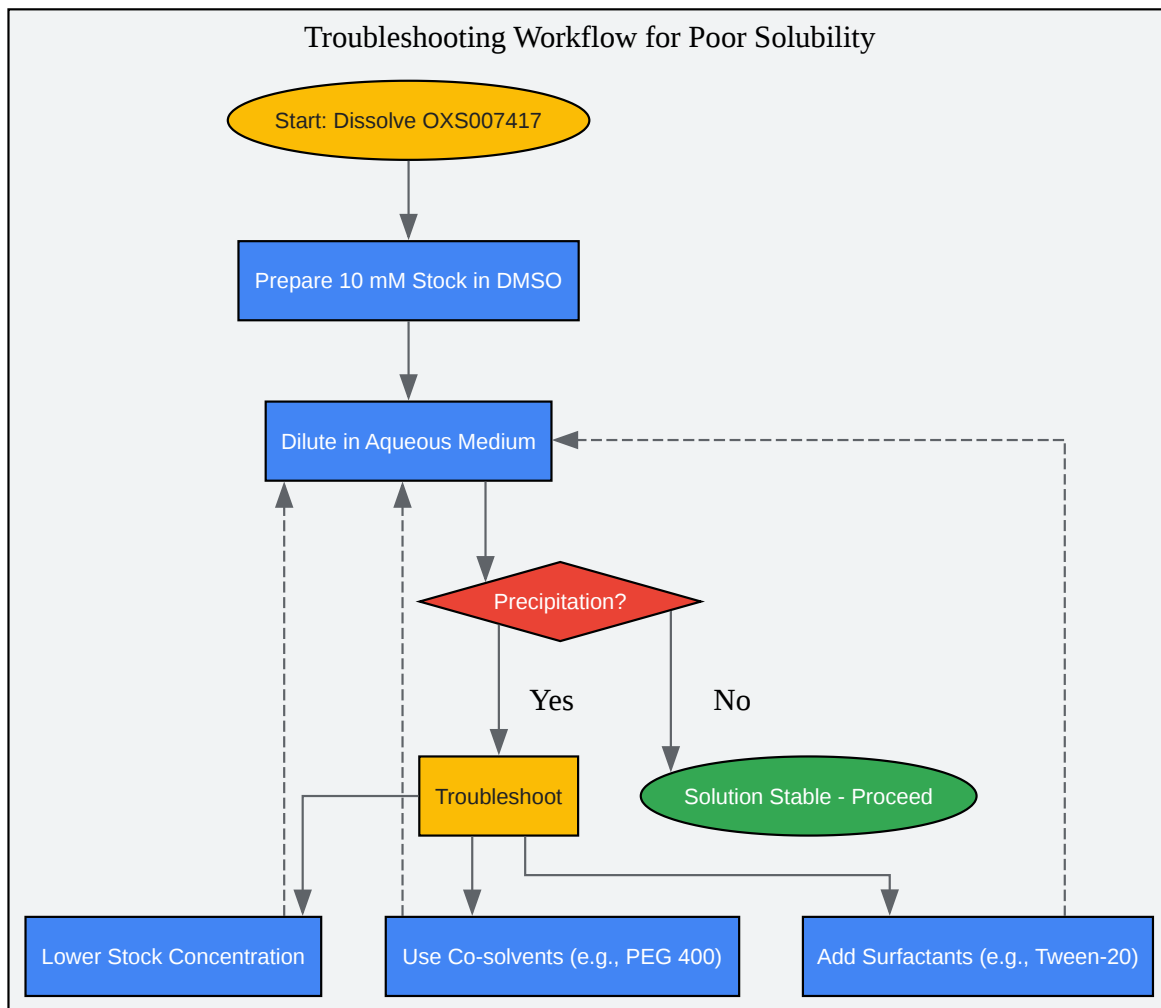 Troubleshooting Workflow for Poor Solubility
Start: Dissolve OXS007417
Prepare 10 mM Stock in DMSO
Dilute in Aqueous Medium
Precipitation?
Yes
No
Troubleshoot
Solution Stable - Proceed
Lower Stock Concentration
Use Co-solvents (e.g., PEG 400)
Add Surfactants (e.g., Tween-20)